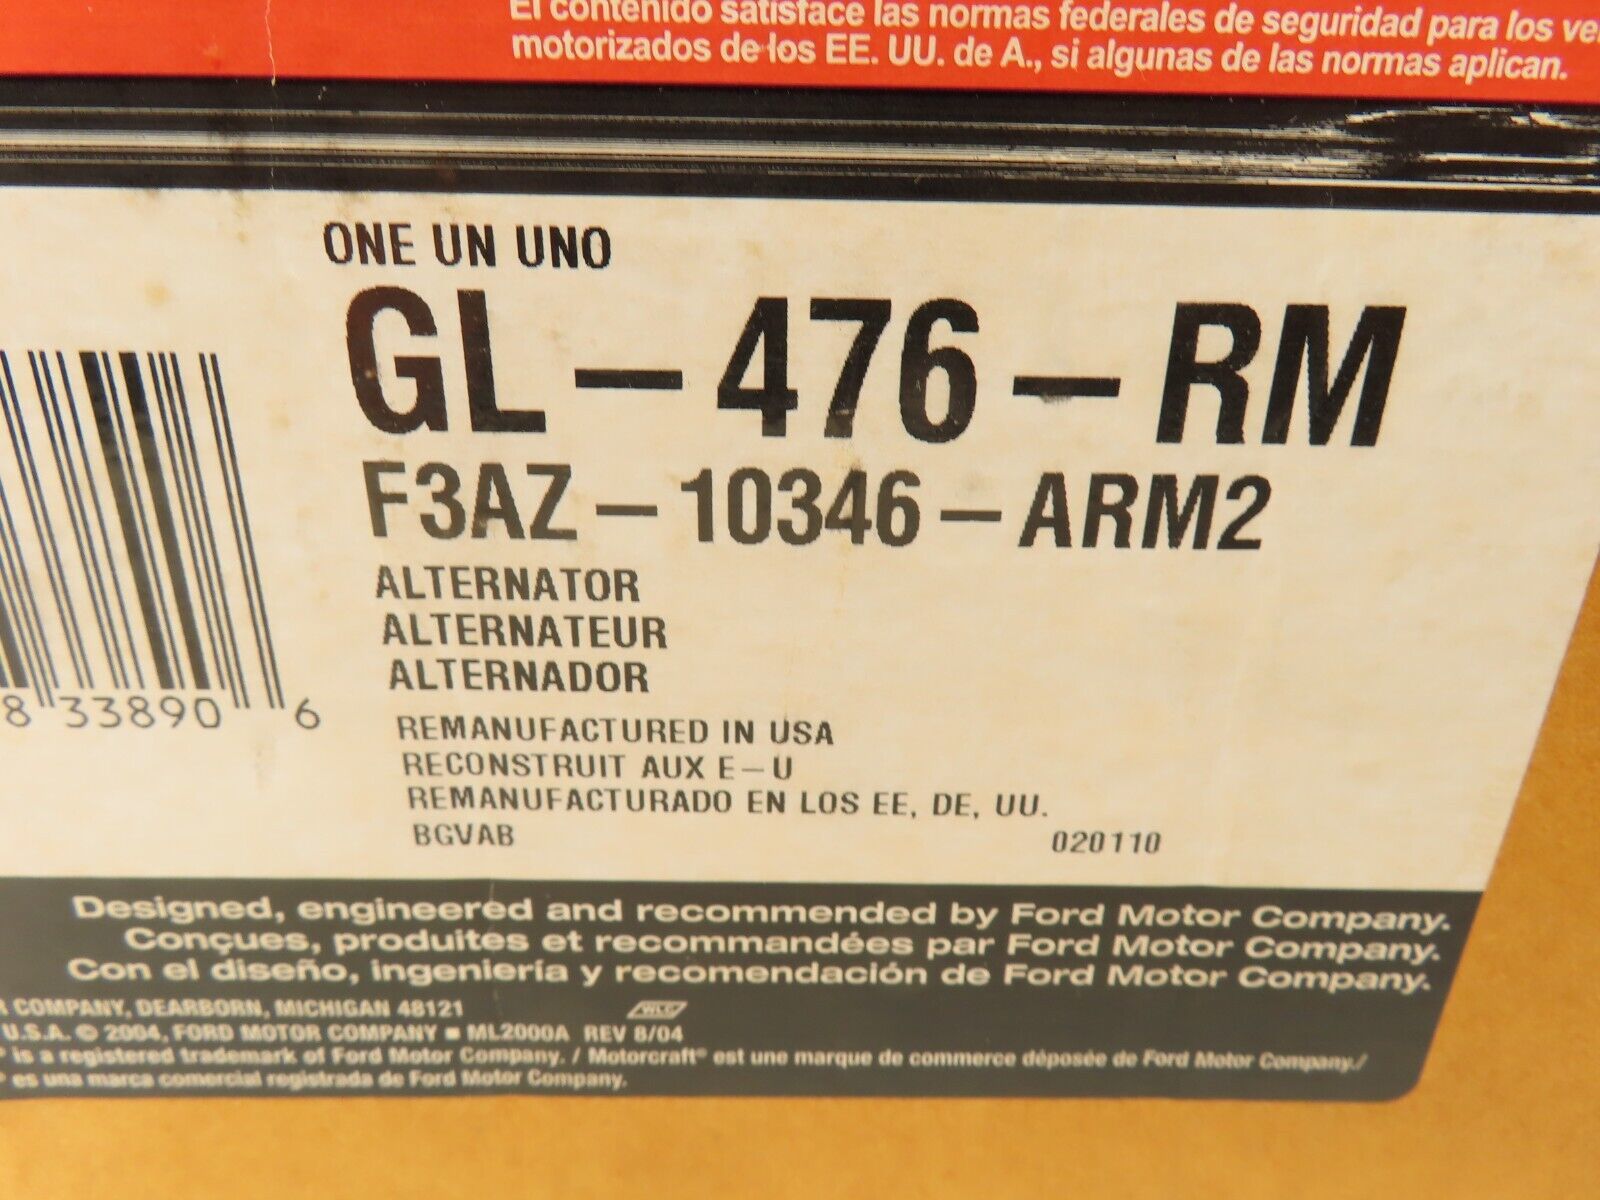 El contenido satisface las normas federales de seguridad para los
motorizados de los EE. UU. de A., si algunas de las normas aplican.
ONE UN UNO
GL-476-RM
F3AZ-10346-ARM2
ALTERNATOR
ALTERNATEUR
ALTERNADOR
8 33890 6
REMANUFACTURED IN USA
RECONSTRUIT AUX E-U
REMANUFACTURADO EN LOS EE, DE, UU.
BGVAB 020110
Designed, engineered and recommended by Ford Motor Company.
Conçues, produites et recommandées par Ford Motor Company.
Con el diseño, ingeniería y recomendación de Ford Motor Company.
COMPANY, DEARBORN, MICHIGAN 48121
U.S.A. © 2004, FORD MOTOR COMPANY ■ ML2000A REV 8/04
® is a registered trademark of Ford Motor Company. / Motorcraft® est une marque de commerce déposée de Ford Motor Company./
® es una marca comercial registrada de Ford Motor Company.